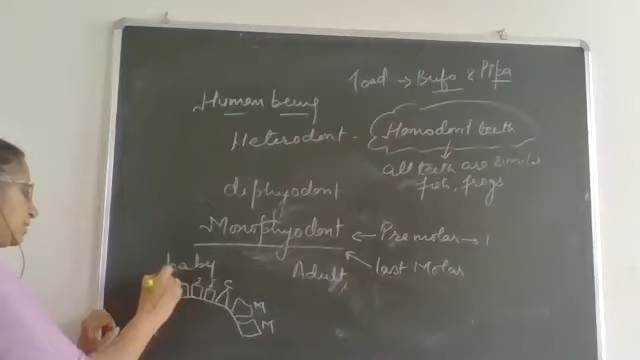 Toad → Bufo & Pipa
Human being
Heterodont - Homodont teeth
↓
all teeth are similar
fish, frogs
diphyodont
Monophyodont ← Premolar → 1
last Molar
baby Adult
2 I C
M
M